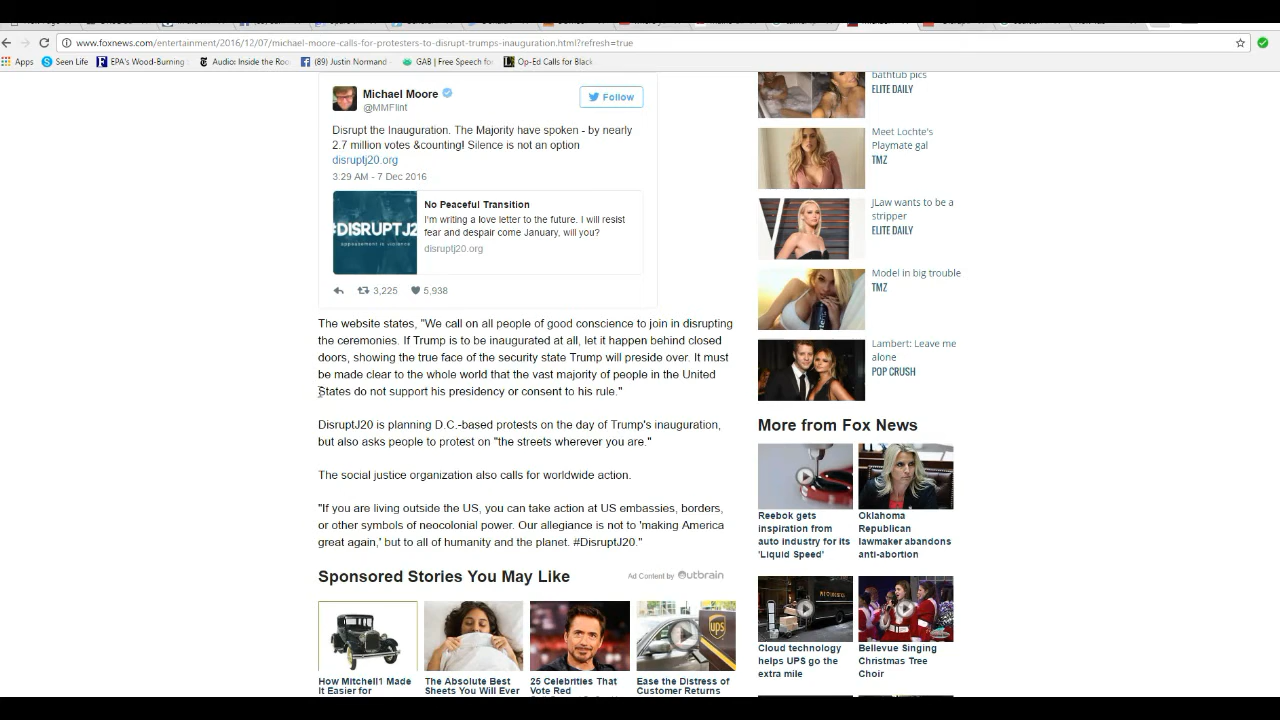 www.foxnews.com/entertainment/2016/12/07/michael-moore-calls-for-protesters-to-disrupt-trumps-inauguration.html?refresh=true
Apps Seen Life EPA's Wood-Burning Audio: Inside the Roo (89) Justin Normand GAB | Free Speech fo Op-Ed Calls for Black
Michael Moore
@MMFlint
Follow
Disrupt the Inauguration. The Majority have spoken - by nearly
2.7 million votes &counting! Silence is not an option
disruptj20.org
3:29 AM - 7 Dec 2016
#DISRUPTJ2
appeasement is violence
No Peaceful Transition
I'm writing a love letter to the future. I will resist
fear and despair come January, will you?
disruptj20.org
3,225 5,938
The website states, "We call on all people of good conscience to join in disrupting
the ceremonies. If Trump is to be inaugurated at all, let it happen behind closed
doors, showing the true face of the security state Trump will preside over. It must
be made clear to the whole world that the vast majority of people in the United
States do not support his presidency or consent to his rule."
DisruptJ20 is planning D.C.-based protests on the day of Trump's inauguration,
but also asks people to protest on "the streets wherever you are."
The social justice organization also calls for worldwide action.
"If you are living outside the US, you can take action at US embassies, borders,
or other symbols of neocolonial power. Our allegiance is not to 'making America
great again,' but to all of humanity and the planet. #DisruptJ20."
Sponsored Stories You May Like
Ad Content by Outbrain
How Mitchell1 Made
It Easier for
The Absolute Best
Sheets You Will Ever
25 Celebrities That
Vote Red
ups
Ease the Distress of
Customer Returns
bathtub pics
ELITE DAILY
Meet Lochte's
Playmate gal
TMZ
JLaw wants to be a
stripper
ELITE DAILY
Model in big trouble
TMZ
Lambert: Leave me
alone
POP CRUSH
More from Fox News
Reebok gets
inspiration from
auto industry for its
'Liquid Speed'
Oklahoma
Republican
lawmaker abandons
anti-abortion
Cloud technology
helps UPS go the
extra mile
Bellevue Singing
Christmas Tree
Choir